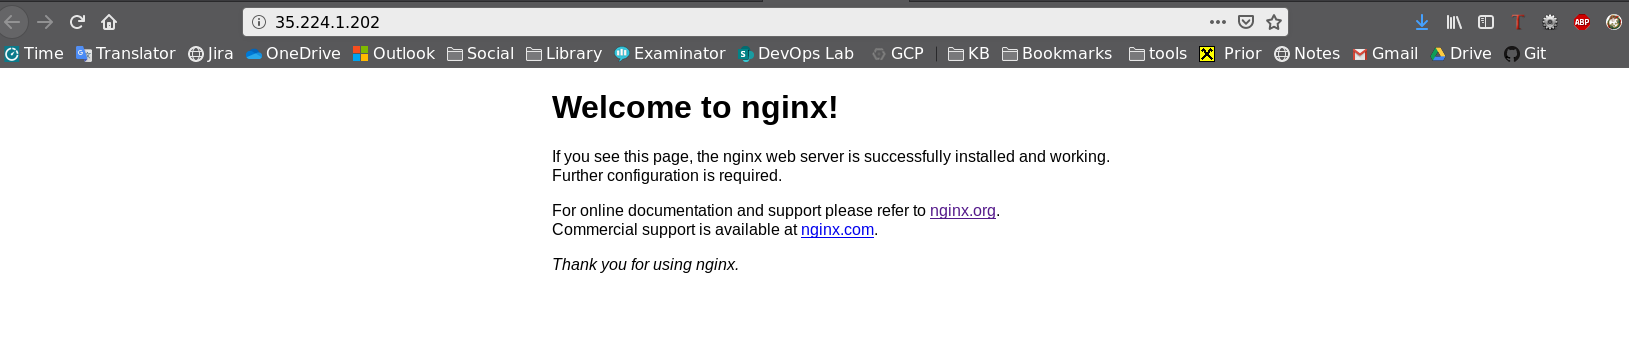 35.224.1.202
ABP
Time Translator Jira OneDrive Outlook Social Library Examinator DevOps Lab GCP KB Bookmarks tools Prior Notes Gmail Drive Git
Welcome to nginx!
If you see this page, the nginx web server is successfully installed and working.
Further configuration is required.
For online documentation and support please refer to nginx.org.
Commercial support is available at nginx.com.
Thank you for using nginx.